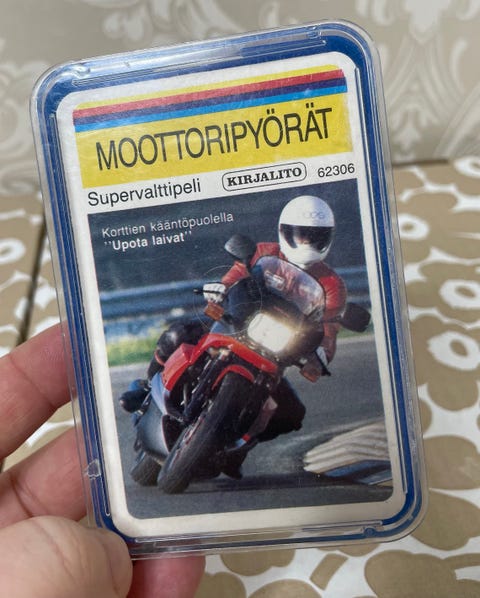 MOOTTORIPYÖRÄT
Supervalttipeli KIRJALITO 62306
Korttien kääntöpuolella
"Upota laivat"